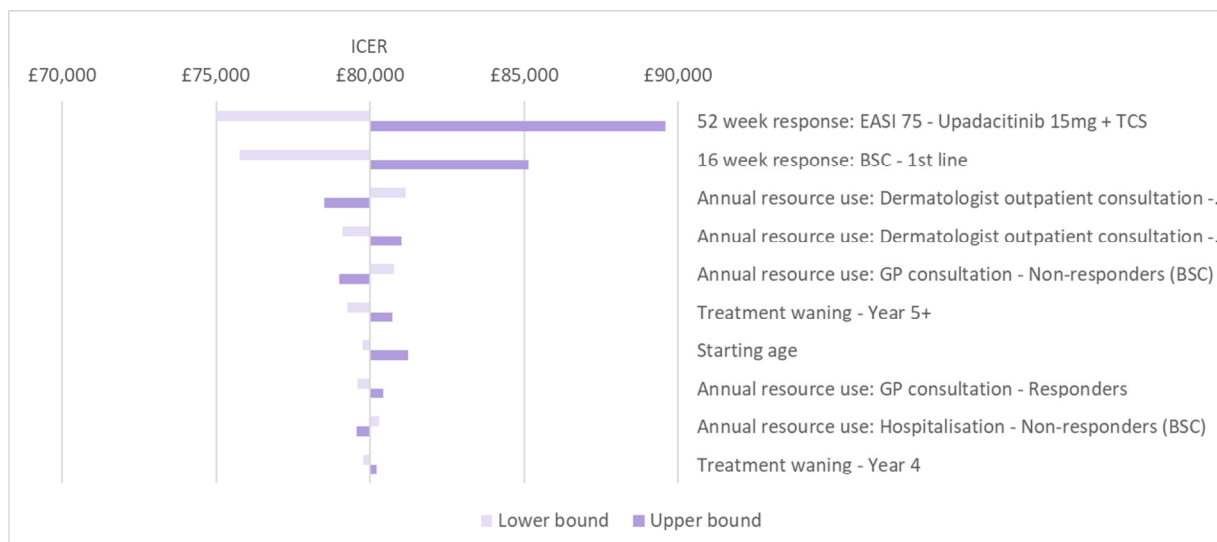 ICER
£70,000 £75,000 £80,000 £85,000 £90,000
52 week response: EASI 75 - Upadacitinib 15mg + TCS
16 week response: BSC - 1st line
Annual resource use: Dermatologist outpatient consultation -.
Annual resource use: Dermatologist outpatient consultation -.
Annual resource use: GP consultation - Non-responders (BSC)
Treatment waning - Year 5+
Starting age
Annual resource use: GP consultation - Responders
Annual resource use: Hospitalisation - Non-responders (BSC)
Treatment waning - Year 4
Lower bound Upper bound